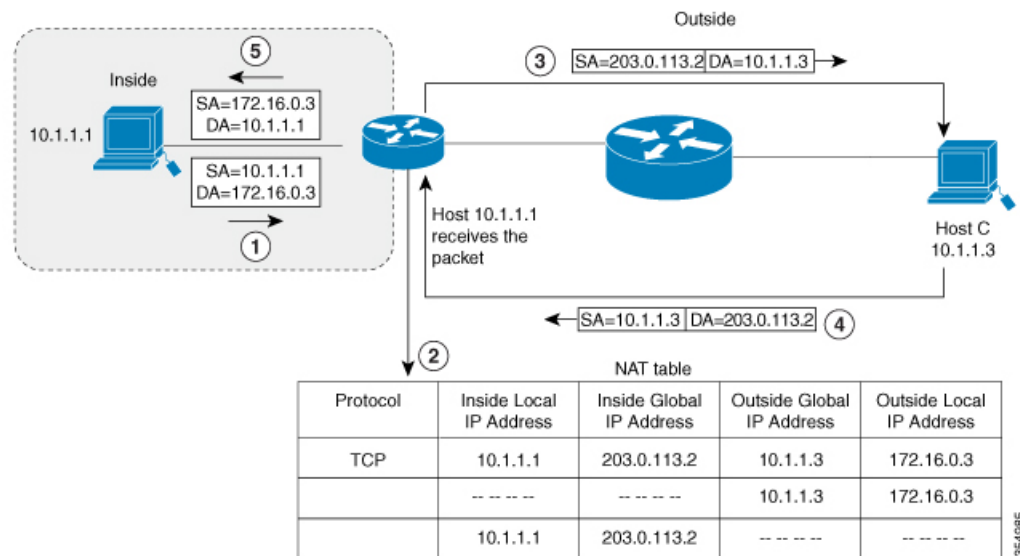 Outside
5
3
SA=203.0.113.2 DA=10.1.1.3
Inside
SA=172.16.0.3
DA=10.1.1.1
10.1.1.1
SA=10.1.1.1
DA=172.16.0.3
1
Host 10.1.1.1
receives the
packet
Host C
10.1.1.3
SA=10.1.1.3 DA=203.0.113.2
4
2
NAT table
Protocol Inside Local IP Address Inside Global IP Address Outside Global IP Address Outside Local IP Address
TCP 10.1.1.1 203.0.113.2 10.1.1.3 172.16.0.3
-- -- -- -- -- -- -- -- 10.1.1.3 172.16.0.3
10.1.1.1 203.0.113.2 -- -- -- -- -- -- -- --